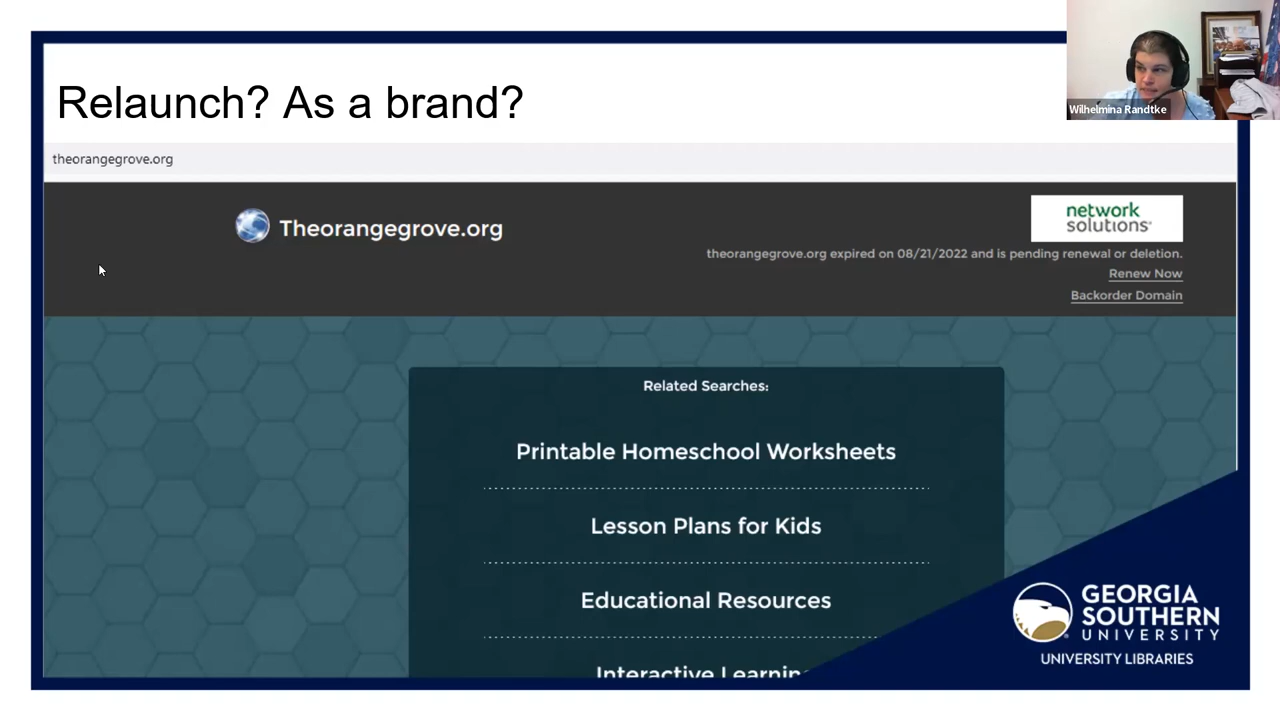 Relaunch? As a brand?
Wilhelmina Randtke
theorangegrove.org
Theorangegrove.org
network
solutions
theorangegrove.org expired on 08/21/2022 and is pending renewal or deletion.
Renew Now
Backorder Domain
Related Searches:
Printable Homeschool Worksheets
Lesson Plans for Kids
Educational Resources
Interactive Learning
GEORGIA
SOUTHERN
UNIVERSITY
UNIVERSITY LIBRARIES